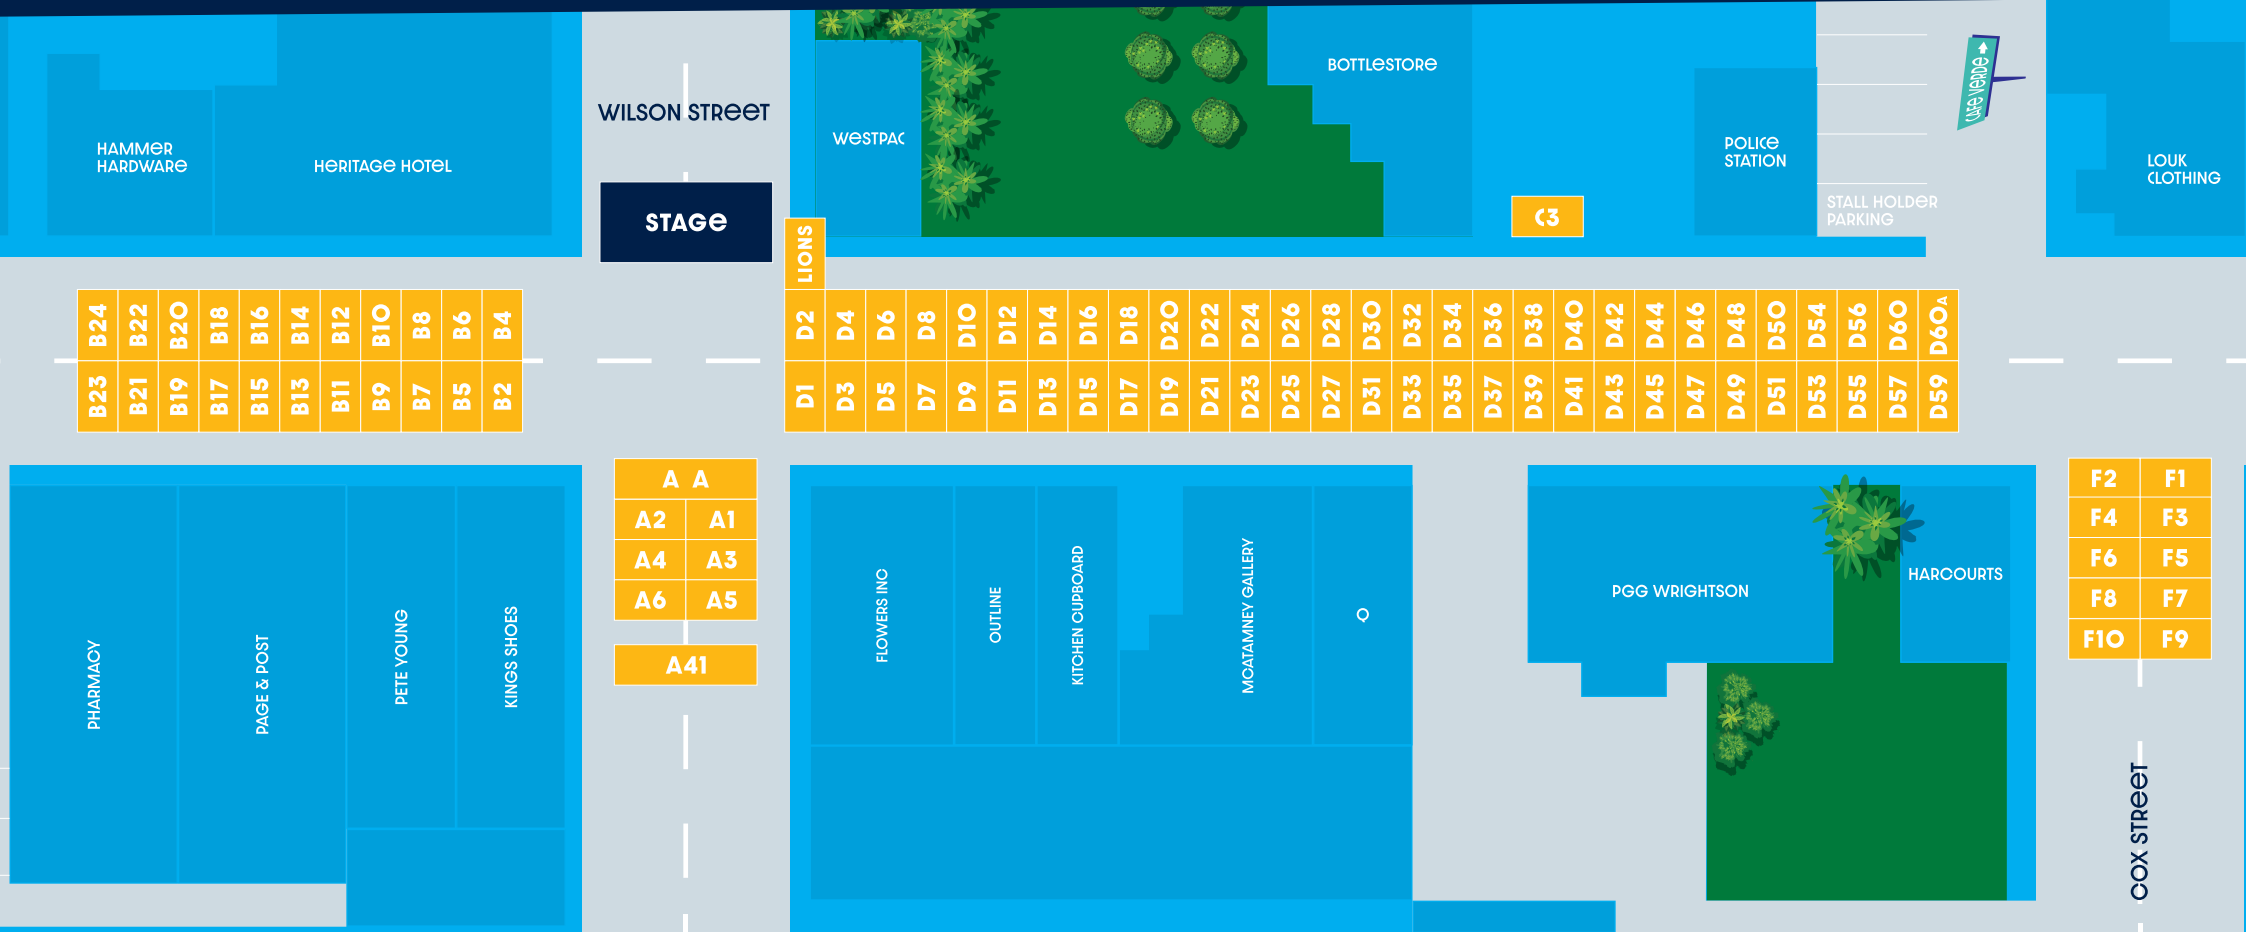 HAMMER
HARDWARE
HERITAGE HOTEL
WILSON STREET
STAGE
WESTPAC
BOTTLESTORE
C3
POLICE
STATION
STALL HOLDER
PARKING
CAFE VERDE
LOUK
CLOTHING
LIONS
B24 B22 B20 B18 B16 B14 B12 B10 B8 B6 B4
B23 B21 B19 B17 B15 B13 B11 B9 B7 B5 B2
D2 D4 D6 D8 D10 D12 D14 D16 D18 D20 D22 D24 D26 D28 D30 D32 D34 D36 D38 D40 D42 D44 D46 D48 D50 D54 D56 D60 D60A
D1 D3 D5 D7 D9 D11 D13 D15 D17 D19 D21 D23 D25 D27 D31 D33 D35 D37 D39 D41 D43 D45 D47 D49 D51 D53 D55 D57 D59
PHARMACY
PAGE & POST
PETE YOUNG
KINGS SHOES
A A
A2 A1
A4 A3
A6 A5
A41
FLOWERS INC
OUTLINE
KITCHEN CUPBOARD
MOATAMNEY GALLERY
Q
PGG WRIGHTSON
HARCOURTS
F2 F1
F4 F3
F6 F5
F8 F7
F10 F9
COX STREET